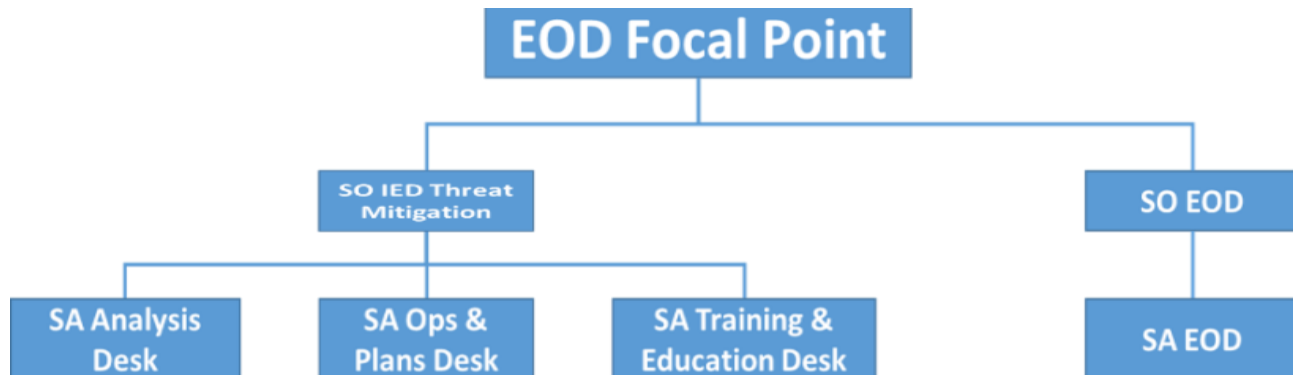 EOD Focal Point
SO IED Threat
Mitigation
SO EOD
SA Analysis
Desk
SA Ops &
Plans Desk
SA Training &
Education Desk
SA EOD